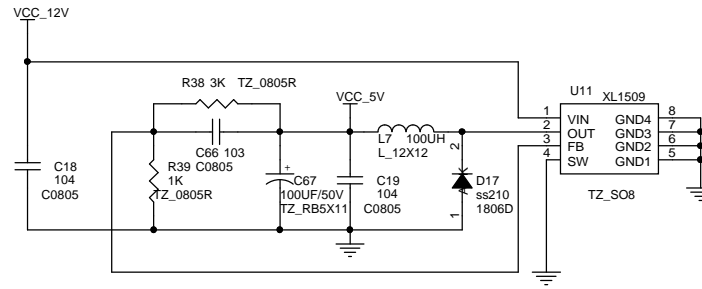 VCC_12V
R38 3K TZ_0805R
VCC_5V
U11
XL1509
1 VIN GND4 8
2 OUT GND3 7
3 FB GND2 6
4 SW GND1 5
TZ_SO8
C66 103
C0805
L7 100UH
L_12X12
2
C18
104
C0805
R39
1K
TZ_0805R
+
C67
100UF/50V
TZ_RB5X11
C19
104
C0805
D17
ss210
1806D
1